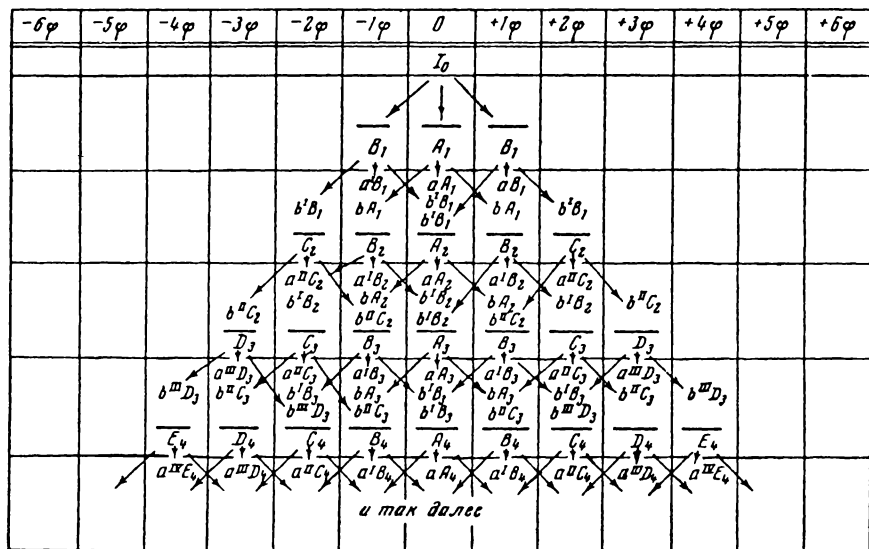 -6φ -5φ -4φ -3φ -2φ -1φ 0 +1φ +2φ +3φ +4φ +5φ +6φ
I₀
B₁ A₁ B₁
aᴵB₁ aA₁ aB₁
bᴵB₁ bA₁ bᴵB₁ bA₁ bᴵB₁
bᴵB₁
C₂ B₂ A₂ B₂ C₂
aᴵᴵC₂ aᴵB₂ aA₂ aᴵB₂ aᴵᴵC₂
bᴵᴵC₂ bᴵB₂ bA₂ bᴵB₂ bA₂ bᴵB₂ bᴵᴵC₂
bᴵᴵC₂ bᴵB₂ bᴵᴵC₂
D₃ C₃ B₃ A₃ B₃ C₃ D₃
aᴵᴵᴵD₃ aᴵᴵC₃ aᴵB₃ aA₃ aᴵB₃ aᴵᴵC₃ aᴵᴵᴵD₃
bᴵᴵᴵD₃ bᴵᴵC₃ bᴵB₃ bA₃ bᴵB₃ bA₃ bᴵB₃ bᴵᴵC₃ bᴵᴵᴵD₃
bᴵᴵᴵD₃ bᴵᴵC₃ bᴵB₃ bᴵᴵC₃ bᴵᴵᴵD₃
E₄ D₄ C₄ B₄ A₄ B₄ C₄ D₄ E₄
aᴵⱽE₄ aᴵᴵᴵD₄ aᴵᴵC₄ aᴵB₄ aA₄ aᴵB₄ aᴵᴵC₄ aᴵᴵᴵD₄ aᴵⱽE₄
и так далее